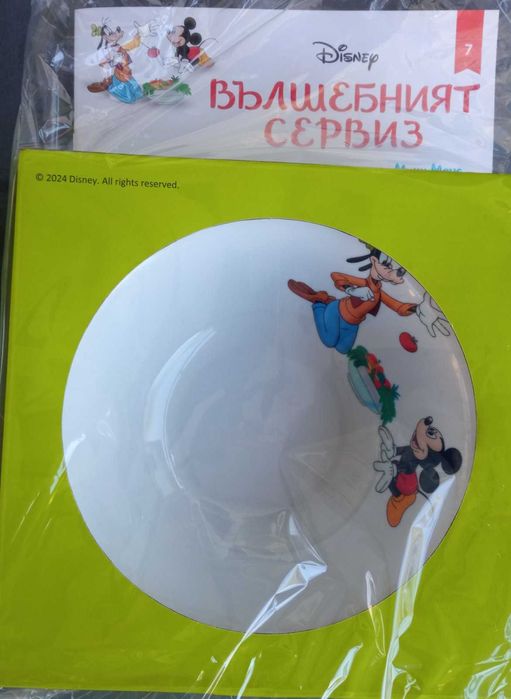 Disney
7
ВЪЛШЕБНИЯТ
СЕРВИЗ
© 2024 Disney. All rights reserved.